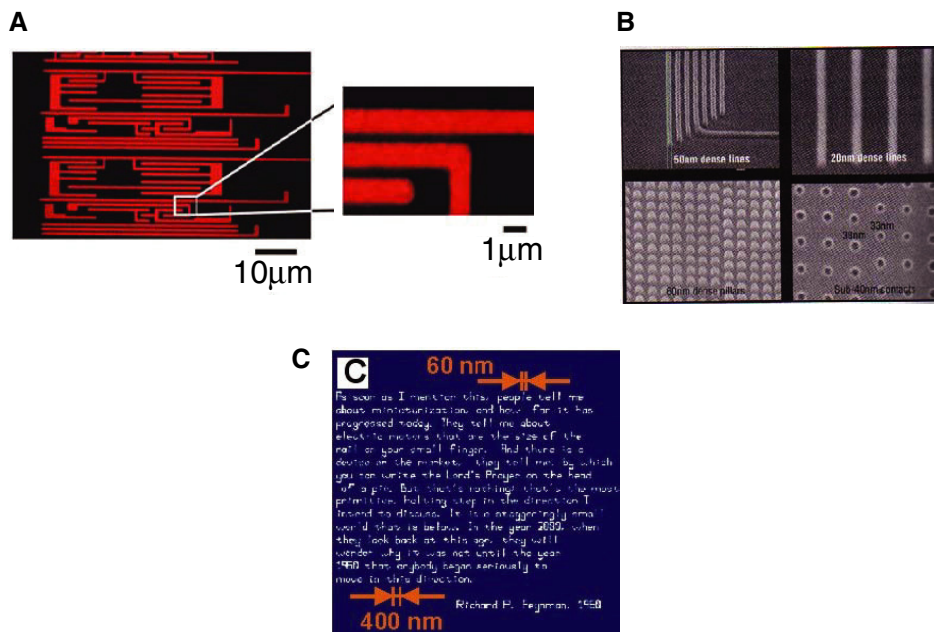 A
10μm
1μm
B
50nm dense lines
20nm dense lines
60nm dense pillars
33nm
38nm
Sub-40nm contacts
C
C
60 nm
As soon as I mention this, people tell me
about miniaturization, and how far it has
progressed today. They tell me about
electric motors that are the size of the
nail on your small finger. And there is a
device on the market, they tell me, by which
you can write the Lord's Prayer on the head
of a pin. But that's nothing; that's the most
primitive, halting step in the direction I
intend to discuss. It is a staggeringly small
world that is below. In the year 2000, when
they look back at this age, they will
wonder why it was not until the year
1960 that anybody began seriously to
move in this direction.
400 nm
Richard P. Feynman, 1960